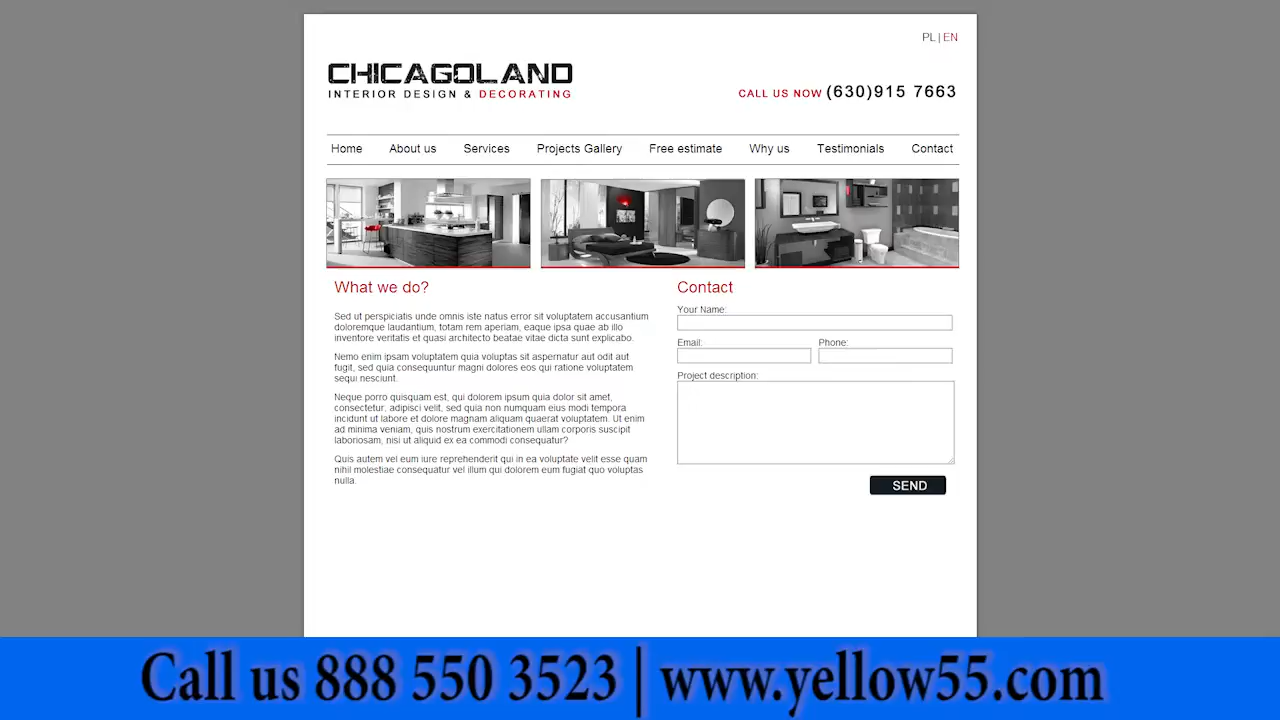 PL | EN
CHICAGOLAND
INTERIOR DESIGN & DECORATING
CALL US NOW (630)915 7663
Home About us Services Projects Gallery Free estimate Why us Testimonials Contact
What we do?
Sed ut perspiciatis unde omnis iste natus error sit voluptatem accusantium
doloremque laudantium, totam rem aperiam, eaque ipsa quae ab illo
inventore veritatis et quasi architecto beatae vitae dicta sunt explicabo.
Nemo enim ipsam voluptatem quia voluptas sit aspernatur aut odit aut
fugit, sed quia consequuntur magni dolores eos qui ratione voluptatem
sequi nesciunt.
Neque porro quisquam est, qui dolorem ipsum quia dolor sit amet,
consectetur, adipisci velit, sed quia non numquam eius modi tempora
incidunt ut labore et dolore magnam aliquam quaerat voluptatem. Ut enim
ad minima veniam, quis nostrum exercitationem ullam corporis suscipit
laboriosam, nisi ut aliquid ex ea commodi consequatur?
Quis autem vel eum iure reprehenderit qui in ea voluptate velit esse quam
nihil molestiae consequatur vel illum qui dolorem eum fugiat quo voluptas
nulla.
Contact
Your Name:
Email: Phone:
Project description:
SEND
Call us 888 550 3523 | www.yellow55.com